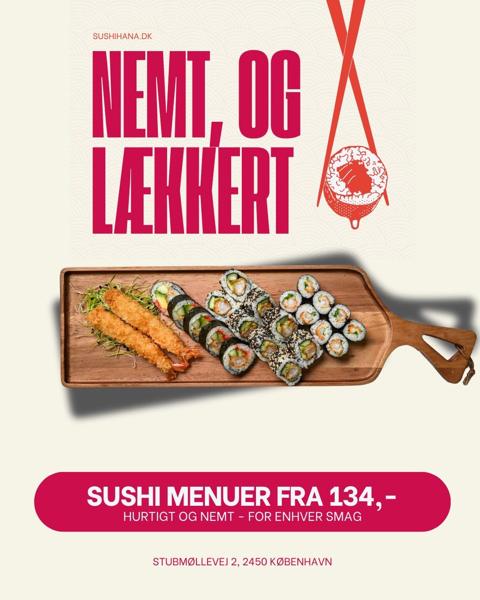 SUSHIHANA.DK
NEMT, OG
LÆKKERT
SUSHI MENUER FRA 134,-
HURTIGT OG NEMT - FOR ENHVER SMAG
STUBMØLLEVEJ 2, 2450 KØBENHAVN